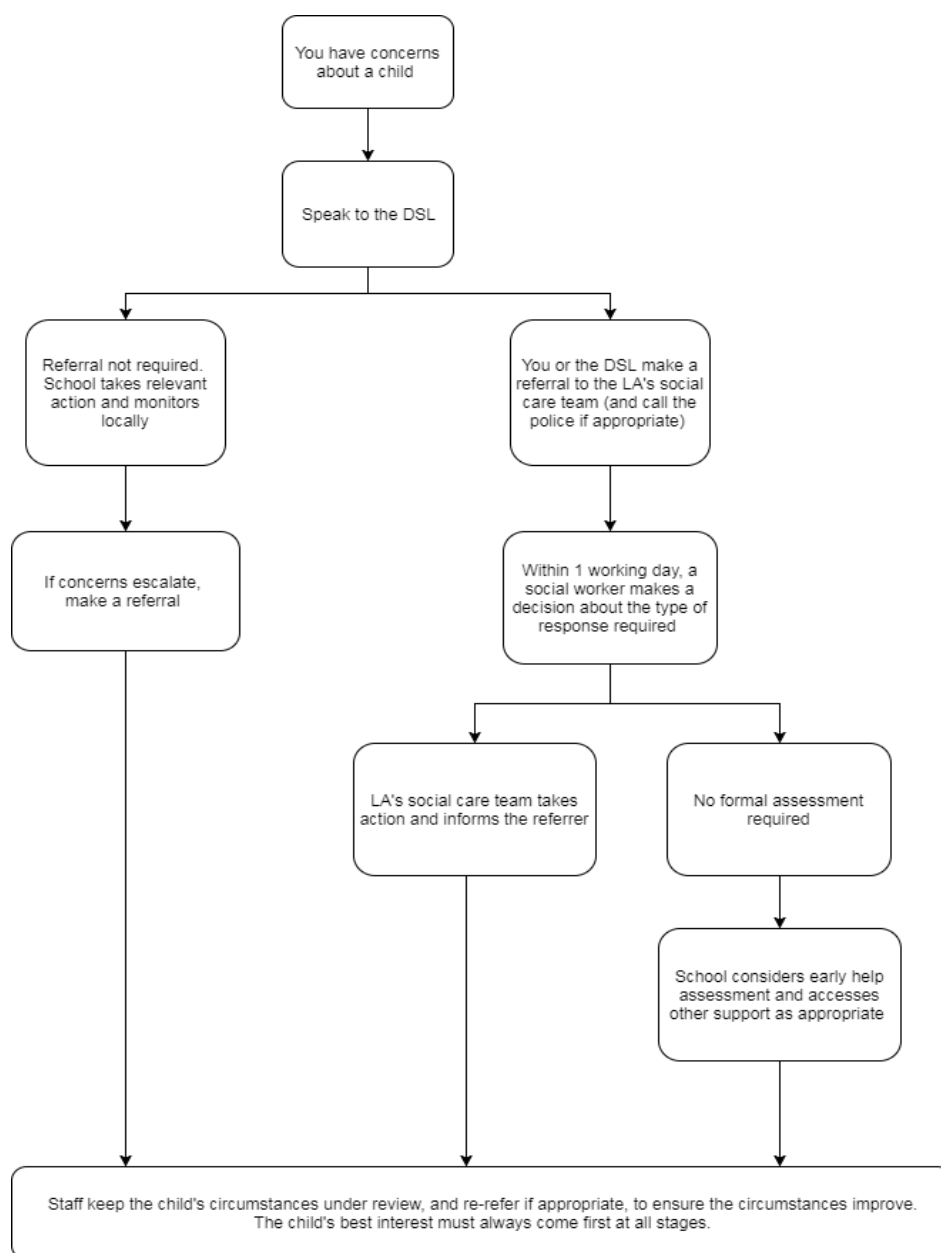 You have concerns
about a child
Speak to the DSL
Referral not required.
School takes relevant
action and monitors
locally
You or the DSL make a
referral to the LA's social
care team (and call the
police if appropriate)
If concerns escalate,
make a referral
Within 1 working day, a
social worker makes a
decision about the type of
response required
LA's social care team takes
action and informs the referrer
No formal assessment
required
School considers early help
assessment and accesses
other support as appropriate
Staff keep the child's circumstances under review, and re-refer if appropriate, to ensure the circumstances improve.
The child's best interest must always come first at all stages.